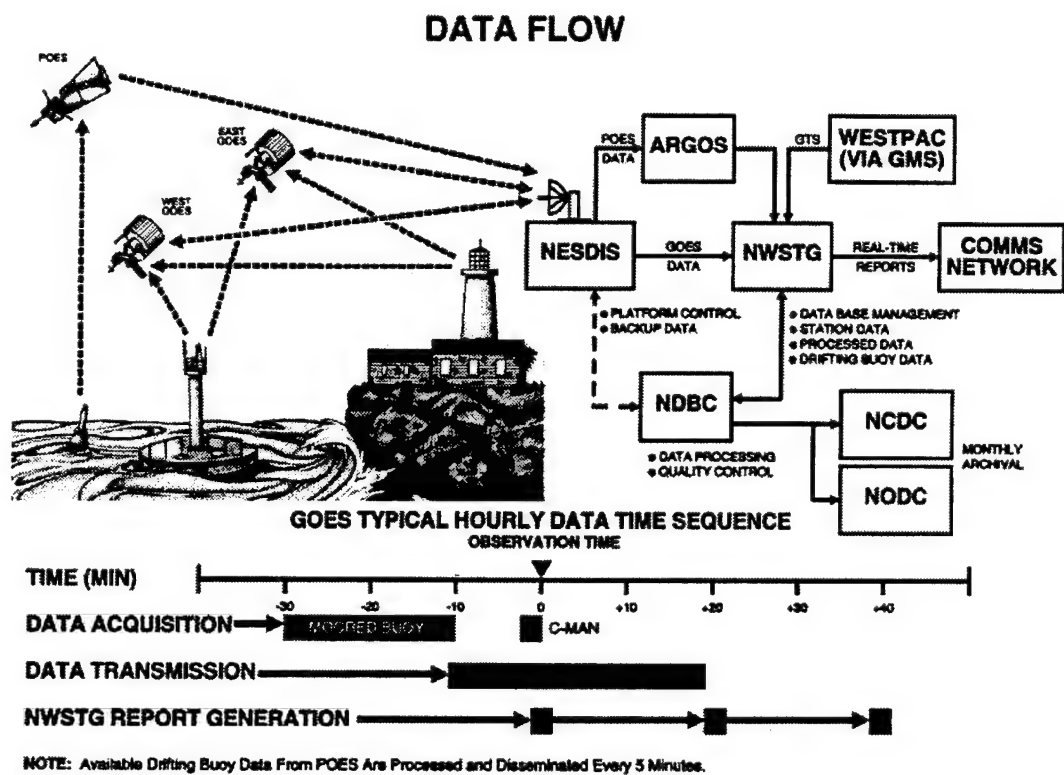 DATA FLOW
POES
EAST
GOES
WEST
GOES
POES
DATA
ARGOS
GTS
WESTPAC
(VIA GMS)
NESDIS
GOES
DATA
NWSTG
REAL-TIME
REPORTS
COMMS
NETWORK
PLATFORM CONTROL
BACKUP DATA
DATA BASE MANAGEMENT
STATION DATA
PROCESSED DATA
DRIFTING BUOY DATA
NDBC
DATA PROCESSING
QUALITY CONTROL
NCDC
NODC
MONTHLY
ARCHIVAL
GOES TYPICAL HOURLY DATA TIME SEQUENCE
OBSERVATION TIME
TIME (MIN)
-30 -20 -10 0 +10 +20 +30 +40
DATA ACQUISITION MOORED BUOY C-MAN
DATA TRANSMISSION
NWSTG REPORT GENERATION
NOTE: Available Drifting Buoy Data From POES Are Processed and Disseminated Every 5 Minutes.